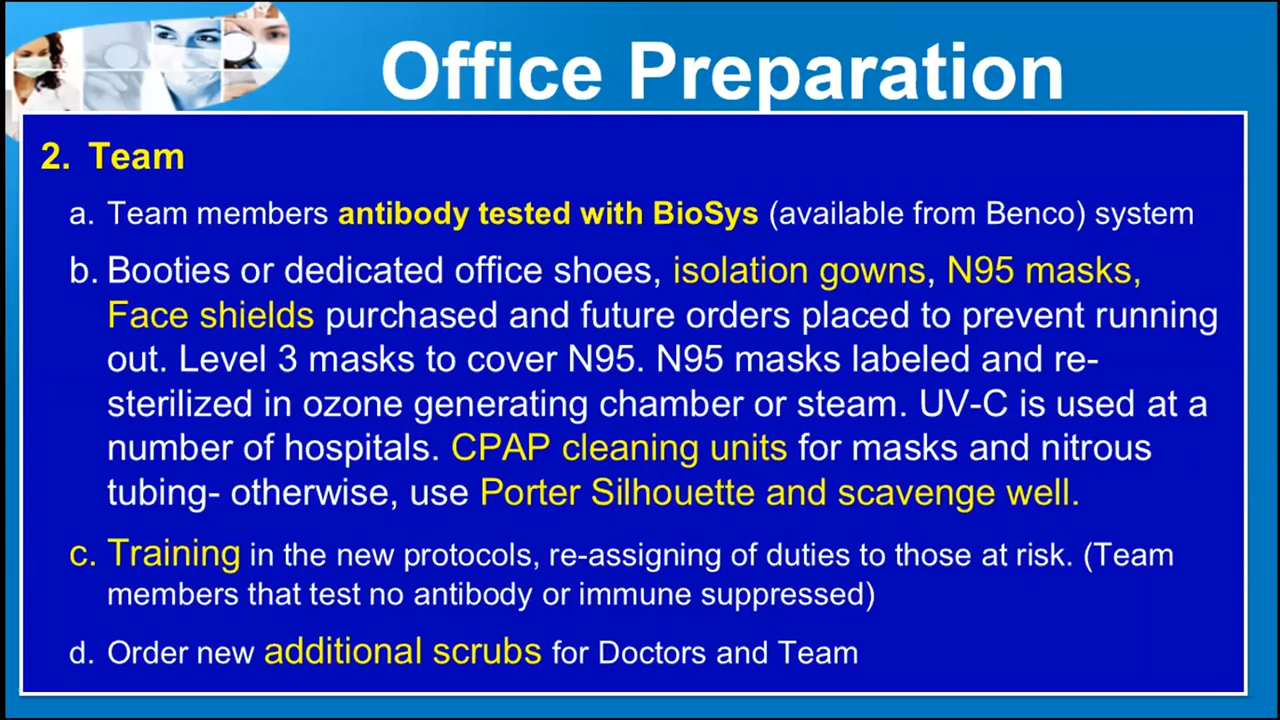 Office Preparation
2. Team
a. Team members antibody tested with BioSys (available from Benco) system
b. Booties or dedicated office shoes, isolation gowns, N95 masks,
Face shields purchased and future orders placed to prevent running
out. Level 3 masks to cover N95. N95 masks labeled and re-
sterilized in ozone generating chamber or steam. UV-C is used at a
number of hospitals. CPAP cleaning units for masks and nitrous
tubing- otherwise, use Porter Silhouette and scavenge well.
c. Training in the new protocols, re-assigning of duties to those at risk. (Team
members that test no antibody or immune suppressed)
d. Order new additional scrubs for Doctors and Team